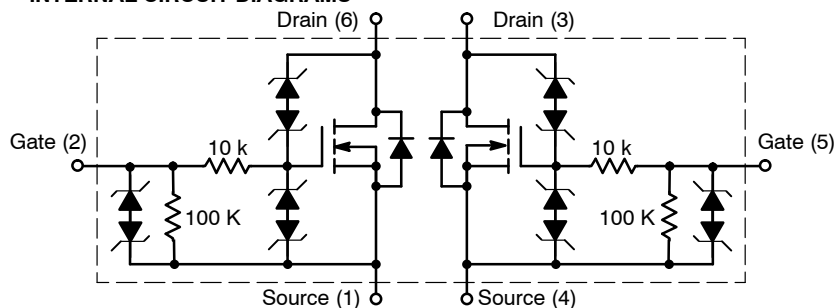 INTERNAL CIRCUIT DIAGRAMS
Drain (6)
Drain (3)
Gate (2)
10 k
10 k
Gate (5)
100 K
100 K
Source (1)
Source (4)